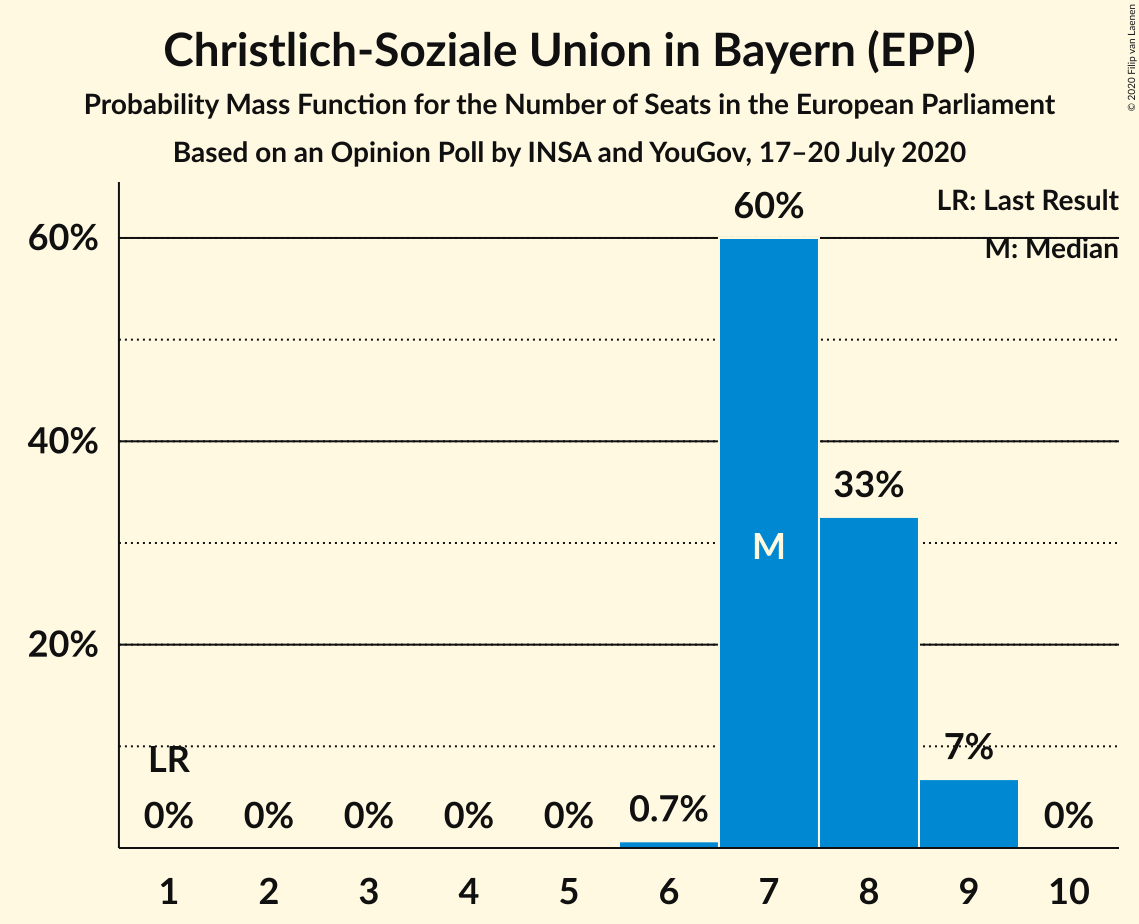 Christlich-Soziale Union in Bayern (EPP)
Probability Mass Function for the Number of Seats in the European Parliament
Based on an Opinion Poll by INSA and YouGov, 17–20 July 2020
© 2020 Filip van Laenen
LR: Last Result
M: Median
60%
40%
20%
60%
33%
M
LR
7%
0%
0%
0%
0%
0%
0.7%
0%
1 2 3 4 5 6 7 8 9 10